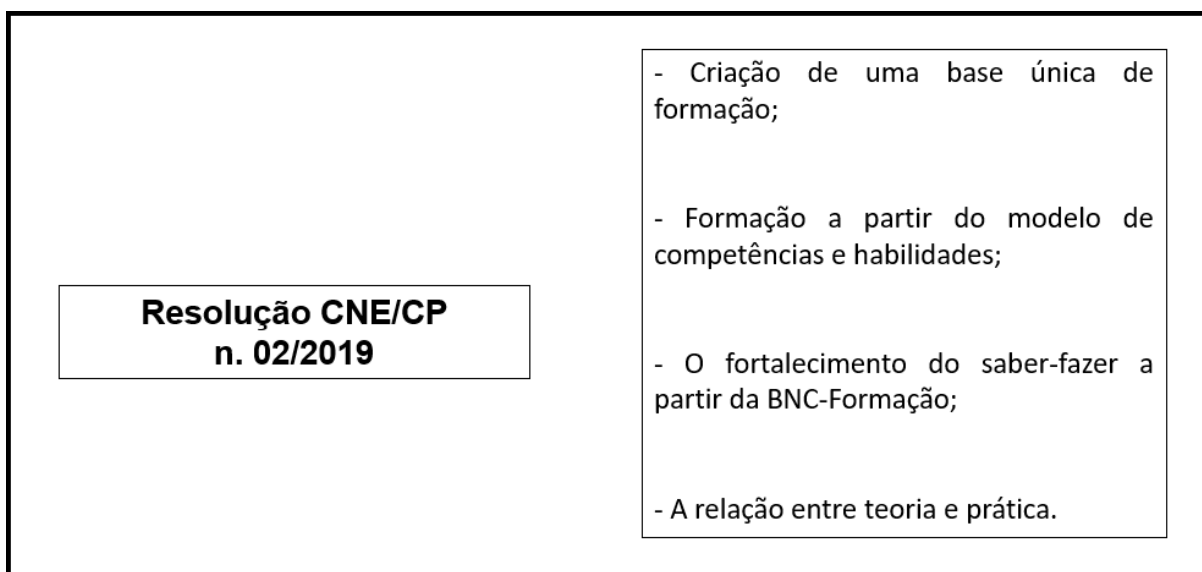 Resolução CNE/CP
n. 02/2019
- Criação de uma base única de
formação;
- Formação a partir do modelo de
competências e habilidades;
- O fortalecimento do saber-fazer a
partir da BNC-Formação;
- A relação entre teoria e prática.